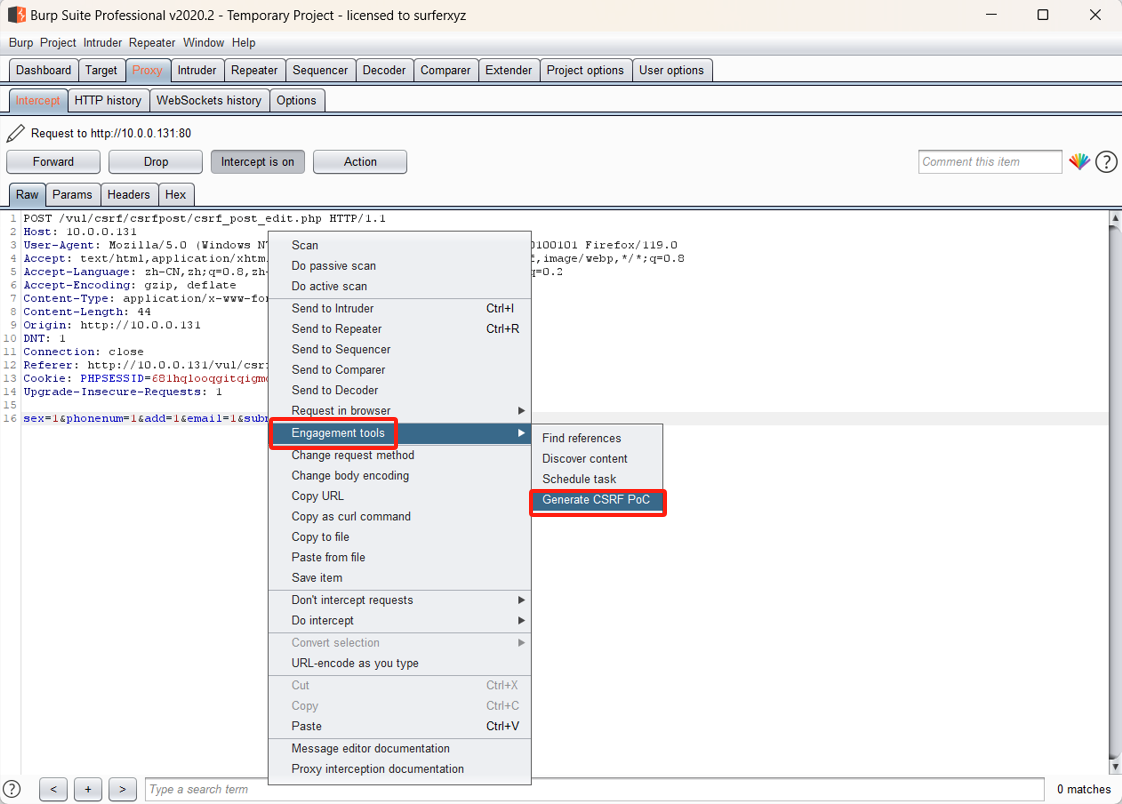 Burp Suite Professional v2020.2 - Temporary Project - licensed to surferxyz
Burp Project Intruder Repeater Window Help
Dashboard Target Proxy Intruder Repeater Sequencer Decoder Comparer Extender Project options User options
Intercept HTTP history WebSockets history Options
Request to http://10.0.0.131:80
Forward Drop Intercept is on Action Comment this item ?
Raw Params Headers Hex
1 POST /vul/csrf/csrfpost/csrf_post_edit.php HTTP/1.1
2 Host: 10.0.0.131
3 User-Agent: Mozilla/5.0 (Windows NT 0100101 Firefox/119.0
4 Accept: text/html,application/xhtm f,image/webp,*/*;q=0.8
5 Accept-Language: zh-CN,zh;q=0.8,zh- q=0.2
6 Accept-Encoding: gzip, deflate
7 Content-Type: application/x-www-for
8 Content-Length: 44
9 Origin: http://10.0.0.131
10 DNT: 1
11 Connection: close
12 Referer: http://10.0.0.131/vul/csrf
13 Cookie: PHPSESSID=681hqlooqgitqigmo
14 Upgrade-Insecure-Requests: 1
15
16 sex=1&phonenum=1&add=1&email=1&subm
Scan
Do passive scan
Do active scan
Send to Intruder Ctrl+I
Send to Repeater Ctrl+R
Send to Sequencer
Send to Comparer
Send to Decoder
Request in browser
Engagement tools
Find references
Discover content
Schedule task
Generate CSRF PoC
Change request method
Change body encoding
Copy URL
Copy as curl command
Copy to file
Paste from file
Save item
Don't intercept requests
Do intercept
Convert selection
URL-encode as you type
Cut Ctrl+X
Copy Ctrl+C
Paste Ctrl+V
Message editor documentation
Proxy interception documentation
? < + > Type a search term 0 matches